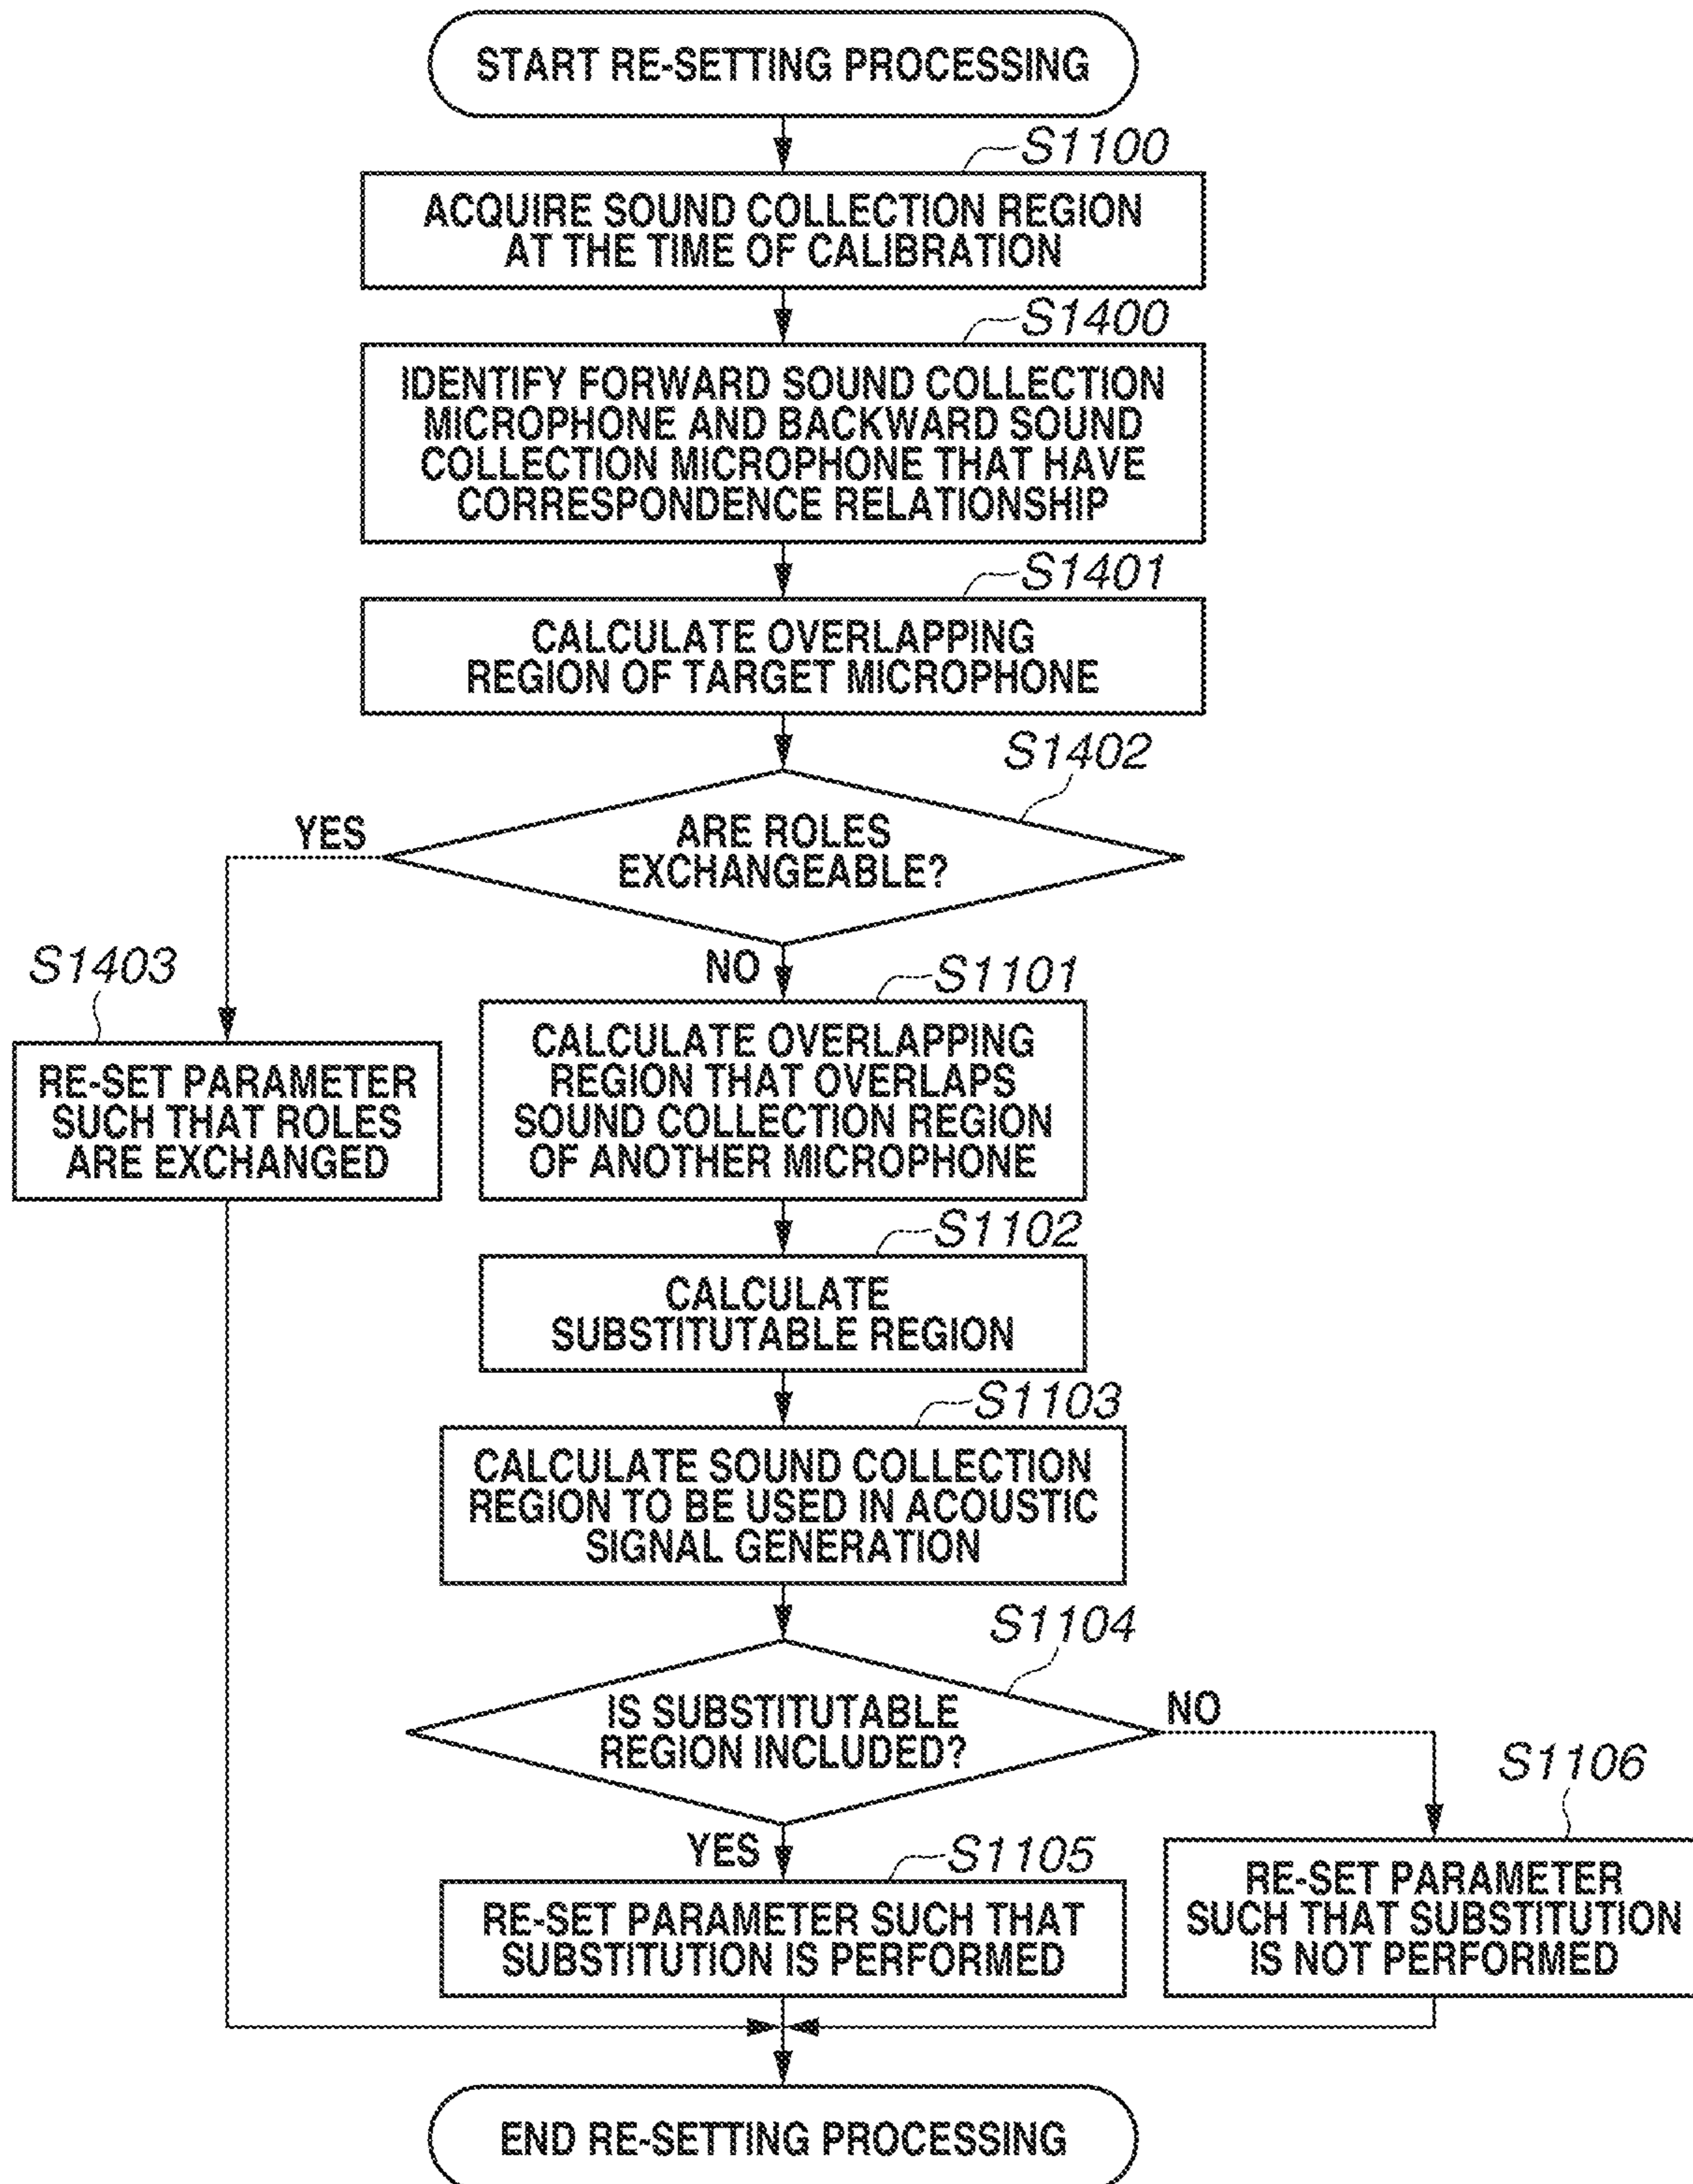 START RE-SETTING PROCESSING
S1100
ACQUIRE SOUND COLLECTION REGION
AT THE TIME OF CALIBRATION
S1400
IDENTIFY FORWARD SOUND COLLECTION
MICROPHONE AND BACKWARD SOUND
COLLECTION MICROPHONE THAT HAVE
CORRESPONDENCE RELATIONSHIP
S1401
CALCULATE OVERLAPPING
REGION OF TARGET MICROPHONE
S1402
ARE ROLES
EXCHANGEABLE?
YES
NO
S1403
RE-SET PARAMETER
SUCH THAT ROLES
ARE EXCHANGED
S1101
CALCULATE OVERLAPPING
REGION THAT OVERLAPS
SOUND COLLECTION REGION
OF ANOTHER MICROPHONE
S1102
CALCULATE
SUBSTITUTABLE REGION
S1103
CALCULATE SOUND COLLECTION
REGION TO BE USED IN ACOUSTIC
SIGNAL GENERATION
S1104
IS SUBSTITUTABLE
REGION INCLUDED?
NO
YES
S1105
RE-SET PARAMETER SUCH THAT
SUBSTITUTION IS PERFORMED
S1106
RE-SET PARAMETER
SUCH THAT SUBSTITUTION
IS NOT PERFORMED
END RE-SETTING PROCESSING